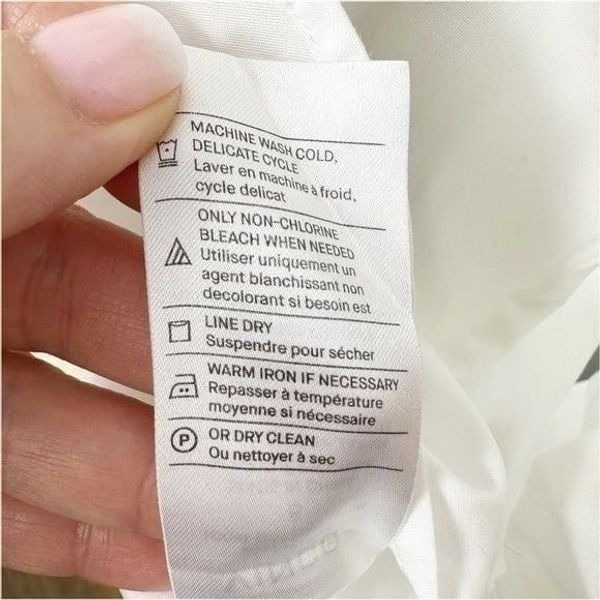 MACHINE WASH COLD,
DELICATE CYCLE
Laver en machine à froid,
cycle delicat
ONLY NON-CHLORINE
BLEACH WHEN NEEDED
Utiliser uniquement un
agent blanchissant non
decolorant si besoin est
LINE DRY
Suspendre pour sécher
WARM IRON IF NECESSARY
Repasser à température
moyenne si nécessaire
P
OR DRY CLEAN
Ou nettoyer à sec